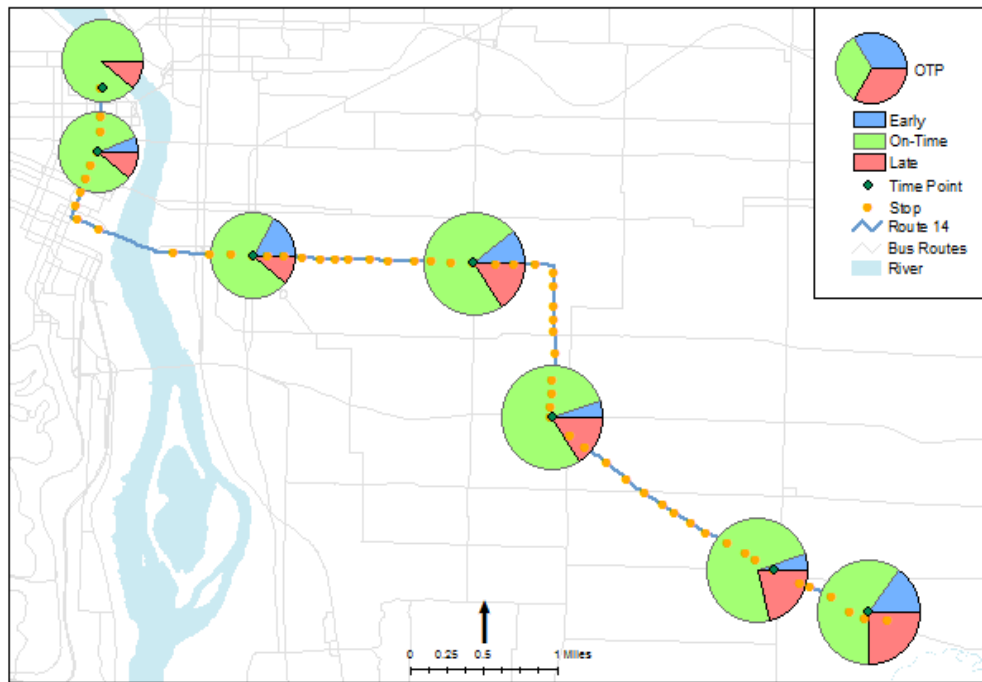 OTP
Early
On-Time
Late
Time Point
Stop
Route 14
Bus Routes
River
0 0.25 0.5 1 Miles